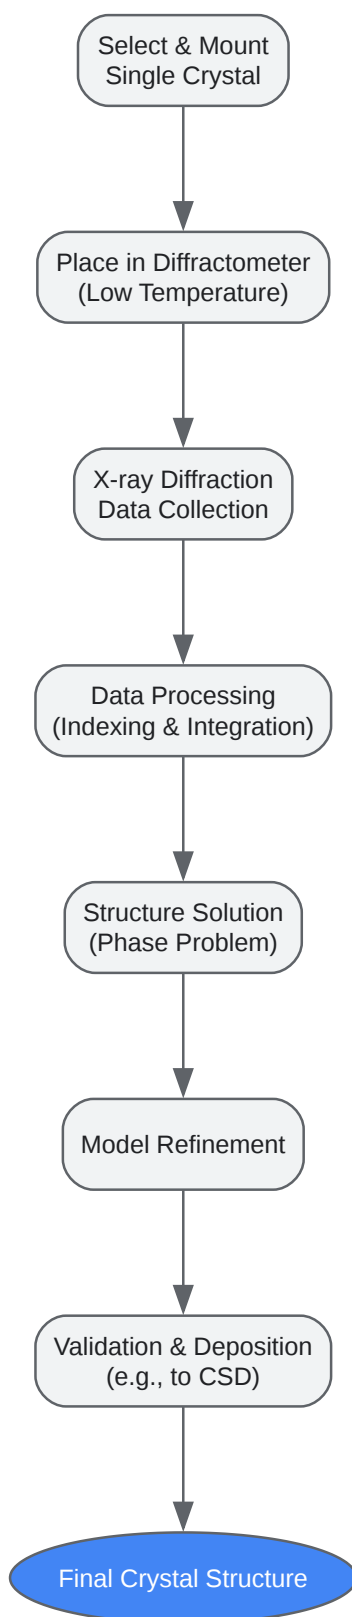 Select & Mount
Single Crystal
Place in Diffractometer
(Low Temperature)
X-ray Diffraction
Data Collection
Data Processing
(Indexing & Integration)
Structure Solution
(Phase Problem)
Model Refinement
Validation & Deposition
(e.g., to CSD)
Final Crystal Structure